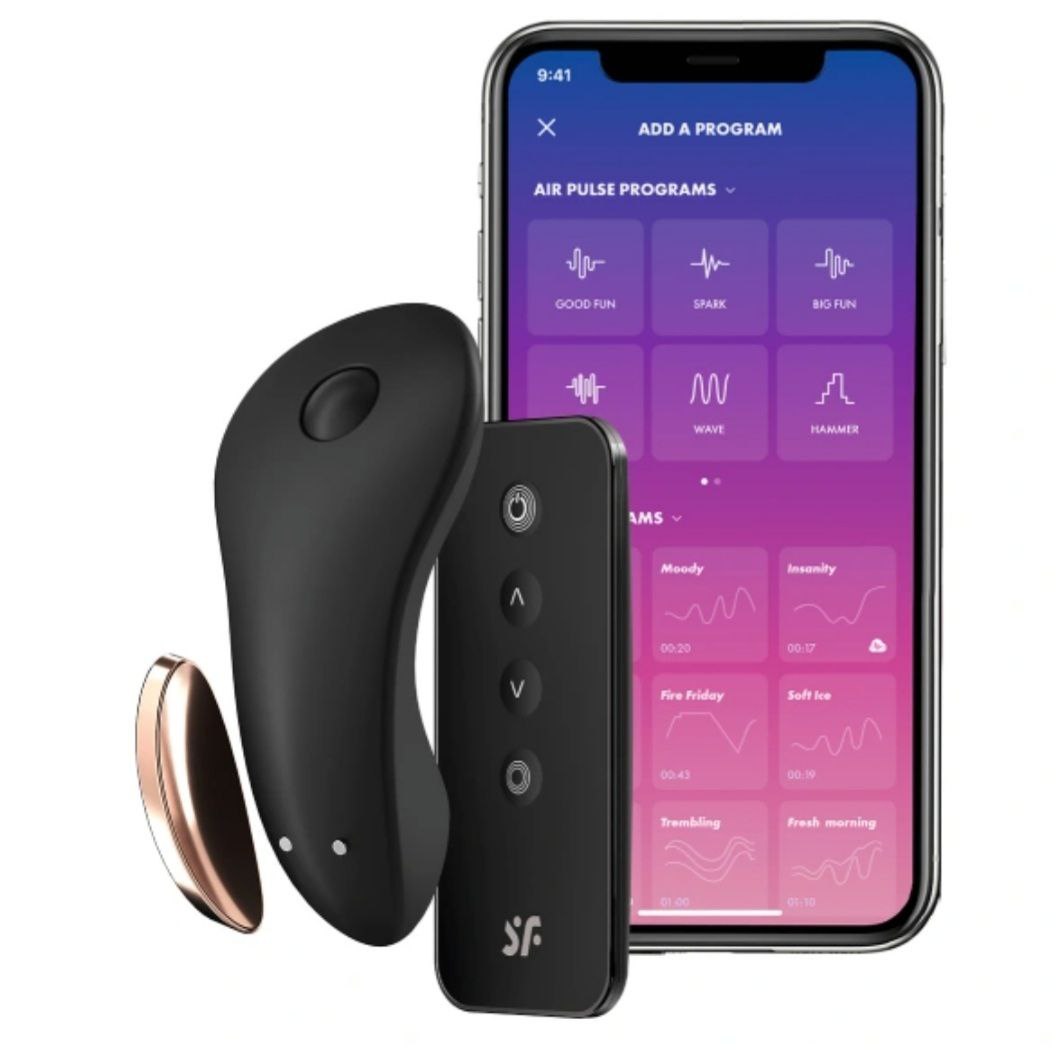 9:41
ADD A PROGRAM
AIR PULSE PROGRAMS
GOOD FUN
SPARK
BIG FUN
WAVE
HAMMER
Moody
00:20
Insanity
00:17
Fire Friday
00:43
Soft Ice
00:19
Trembling
01:00
Fresh morning
01:10
SF